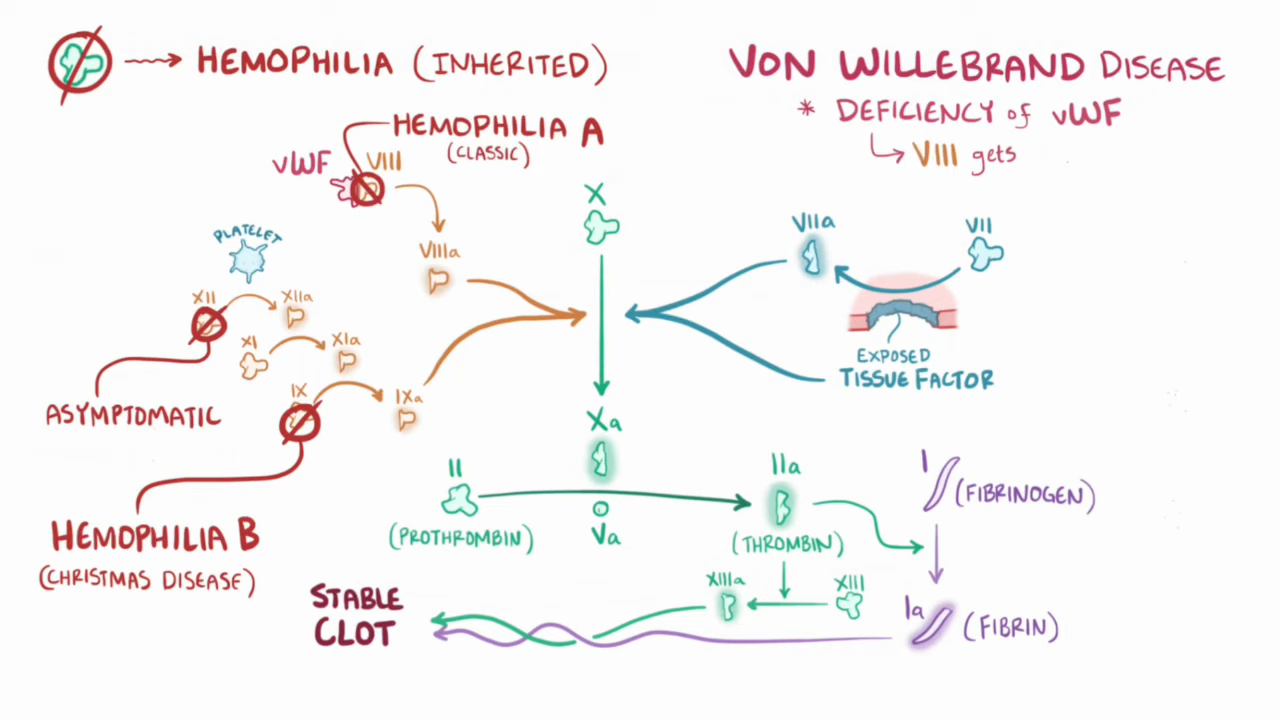 HEMOPHILIA (INHERITED)
VON WILLEBRAND DISEASE
* DEFICIENCY of vWF
VIII gets
HEMOPHILIA A
(CLASSIC)
vWF VIII
X
VIIa
VII
PLATELET
VIIIa
XII
XIIa
XI
XIa
IX
IXa
EXPOSED
TISSUE FACTOR
ASYMPTOMATIC
Xa
II
IIa
I
(FIBRINOGEN)
HEMOPHILIA B
(CHRISTMAS DISEASE)
(PROTHROMBIN)
Va
(THROMBIN)
XIIIa
XIII
STABLE
CLOT
Ia
(FIBRIN)